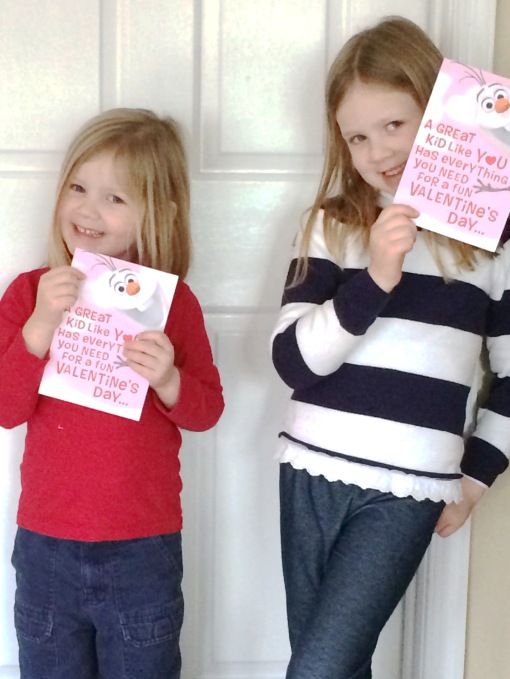 A GREAT
KiD Like Y
Has everyT
YOU NEED
FOR a FUN
VALENTiNe'S
Day...
A GREAT
KiD Like YOU
Has everyTHing
YOU NEED
FOR a FUN
VALENTiNe'S
Day...